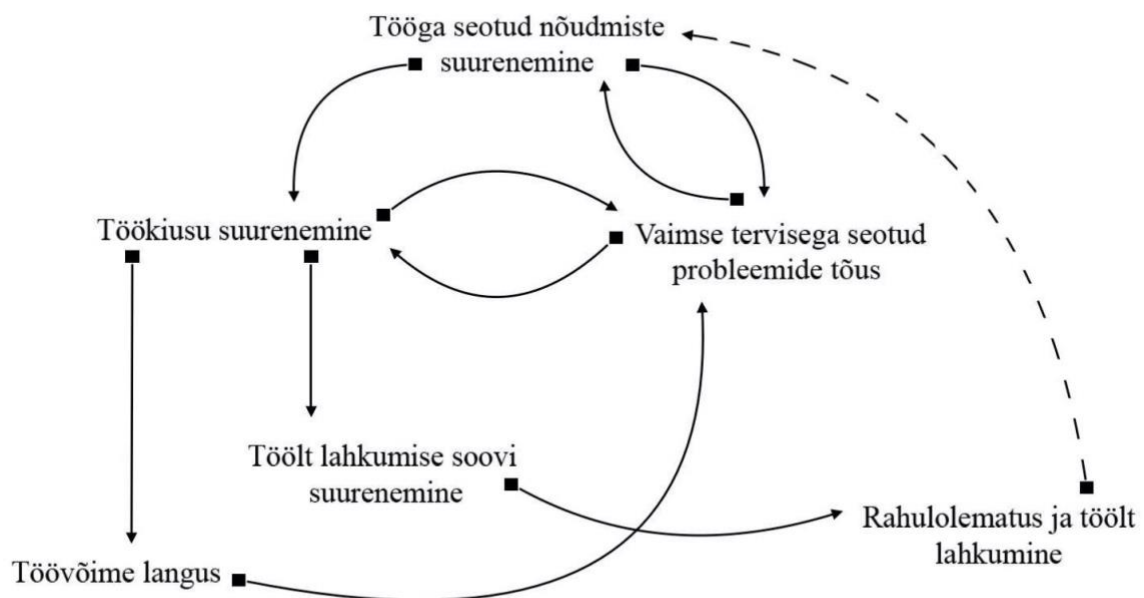 Tööga seotud nõudmiste
suurenemine
Töökiusu suurenemine
Vaimse tervisega seotud
probleemide tõus
Töölt lahkumise soovi
suurenemine
Rahulolematus ja töölt
lahkumine
Töövõime langus